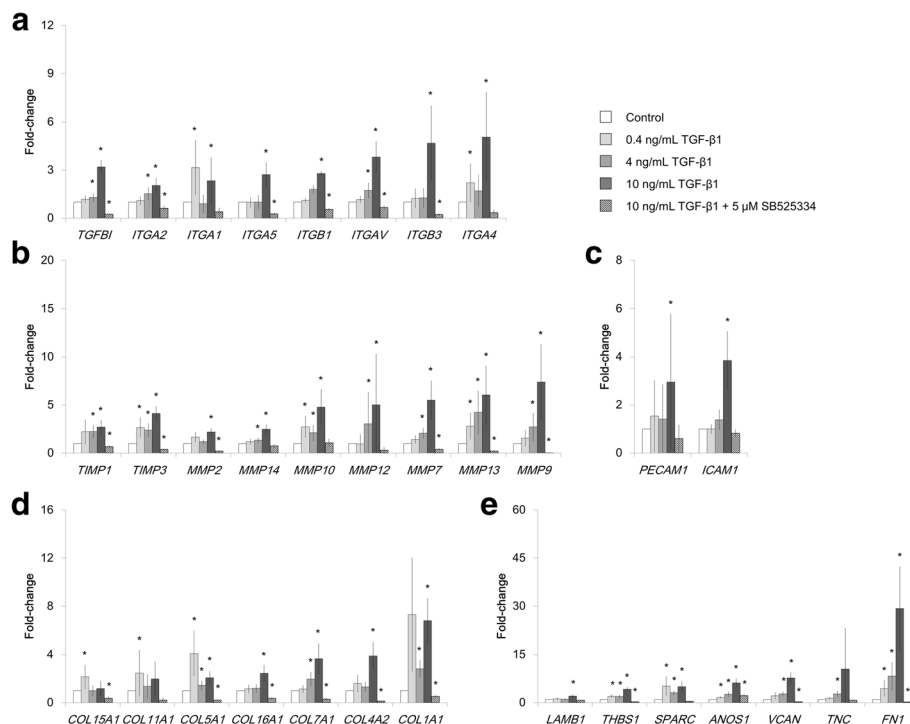 a
12
9
6
3
0
Fold-change
* * * * * * * * * * * * * * * * * *
TGFBI ITGA2 ITGA1 ITGA5 ITGB1 ITGAV ITGB3 ITGA4
Control
0.4 ng/mL TGF-β1
4 ng/mL TGF-β1
10 ng/mL TGF-β1
10 ng/mL TGF-β1 + 5 µM SB525334
b
20
15
10
5
0
Fold-change
TIMP1 TIMP3 MMP2 MMP14 MMP10 MMP12 MMP7 MMP13 MMP9
c
8
6
4
2
0
Fold-change
* *
PECAM1 ICAM1
d
16
12
8
4
0
Fold-change
COL15A1 COL11A1 COL5A1 COL16A1 COL7A1 COL4A2 COL1A1
e
60
45
30
15
0
Fold-change
LAMB1 THBS1 SPARC ANOS1 VCAN TNC FN1